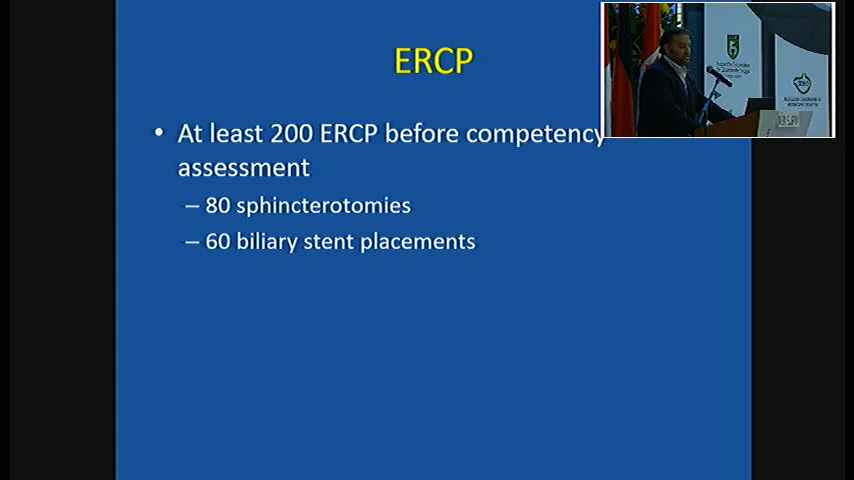 ERCP
• At least 200 ERCP before competency
assessment
– 80 sphincterotomies
– 60 biliary stent placements